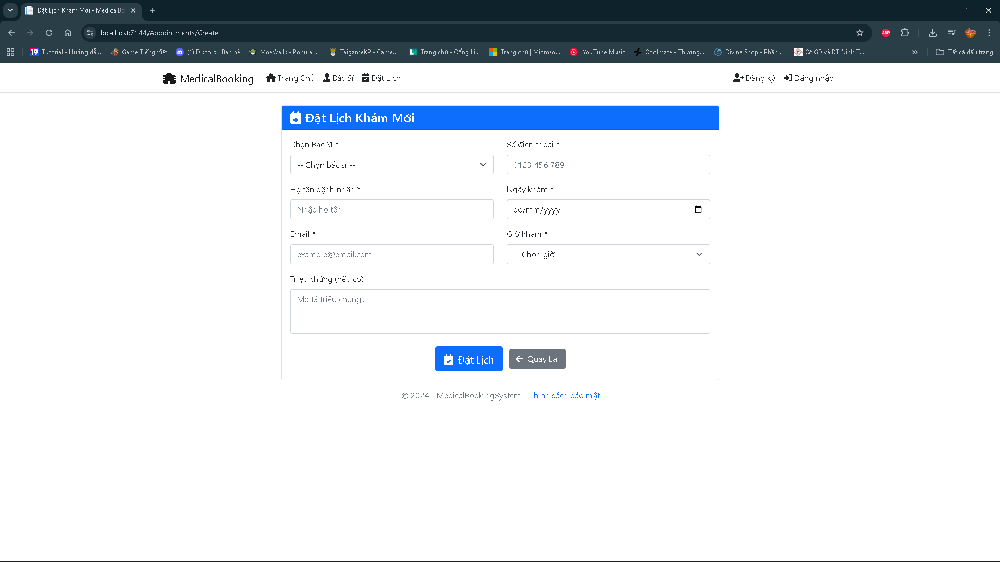 Đặt Lịch Khám Mới - MedicalBo
localhost:7144/Appointments/Create
ABP
19 Tutorial - Hướng dẫ... Game Tiếng Việt (1) Discord | Bạn bè MoeWalls - Popular... TaigameKP - Game... Trang chủ - Cổng Li... Trang chủ | Microso... YouTube Music Coolmate - Thương... Divine Shop - Phần... Sở GD và ĐT Ninh T... Tất cả dấu trang
MedicalBooking Trang Chủ Bác Sĩ Đặt Lịch Đăng ký Đăng nhập
Đặt Lịch Khám Mới
Chọn Bác Sĩ * Số điện thoại *
-- Chọn bác sĩ -- 0123 456 789
Họ tên bệnh nhân * Ngày khám *
Nhập họ tên dd/mm/yyyy
Email * Giờ khám *
example@email.com -- Chọn giờ --
Triệu chứng (nếu có)
Mô tả triệu chứng...
Đặt Lịch Quay Lại
© 2024 - MedicalBookingSystem - Chính sách bảo mật